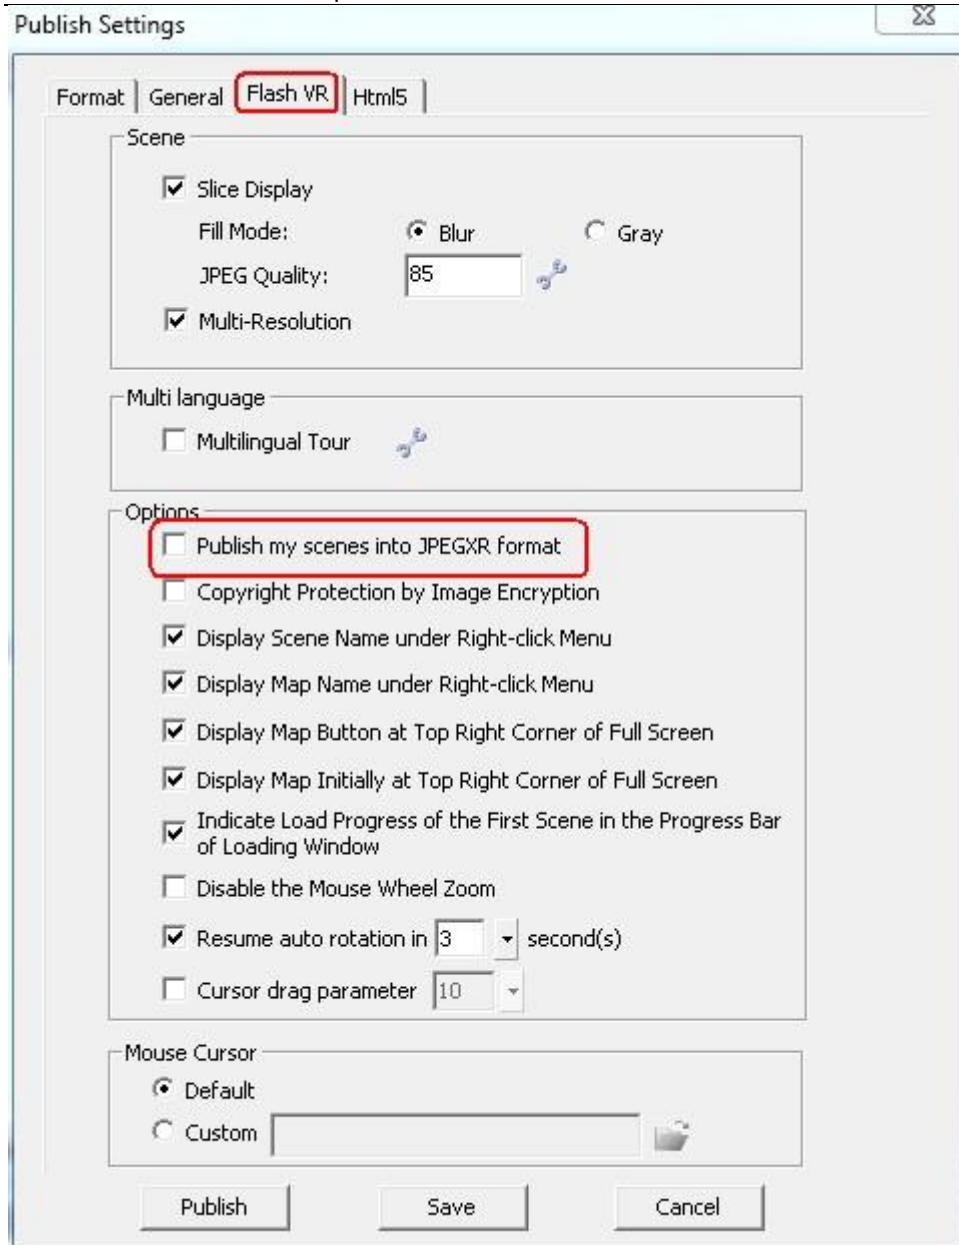 Publish Settings
Format General Flash VR Html5
Scene
Slice Display
Fill Mode: Blur Gray
JPEG Quality: 85
Multi-Resolution
Multi language
Multilingual Tour
Options
Publish my scenes into JPEGXR format
Copyright Protection by Image Encryption
Display Scene Name under Right-click Menu
Display Map Name under Right-click Menu
Display Map Button at Top Right Corner of Full Screen
Display Map Initially at Top Right Corner of Full Screen
Indicate Load Progress of the First Scene in the Progress Bar
of Loading Window
Disable the Mouse Wheel Zoom
Resume auto rotation in 3 second(s)
Cursor drag parameter 10
Mouse Cursor
Default
Custom
Publish Save Cancel